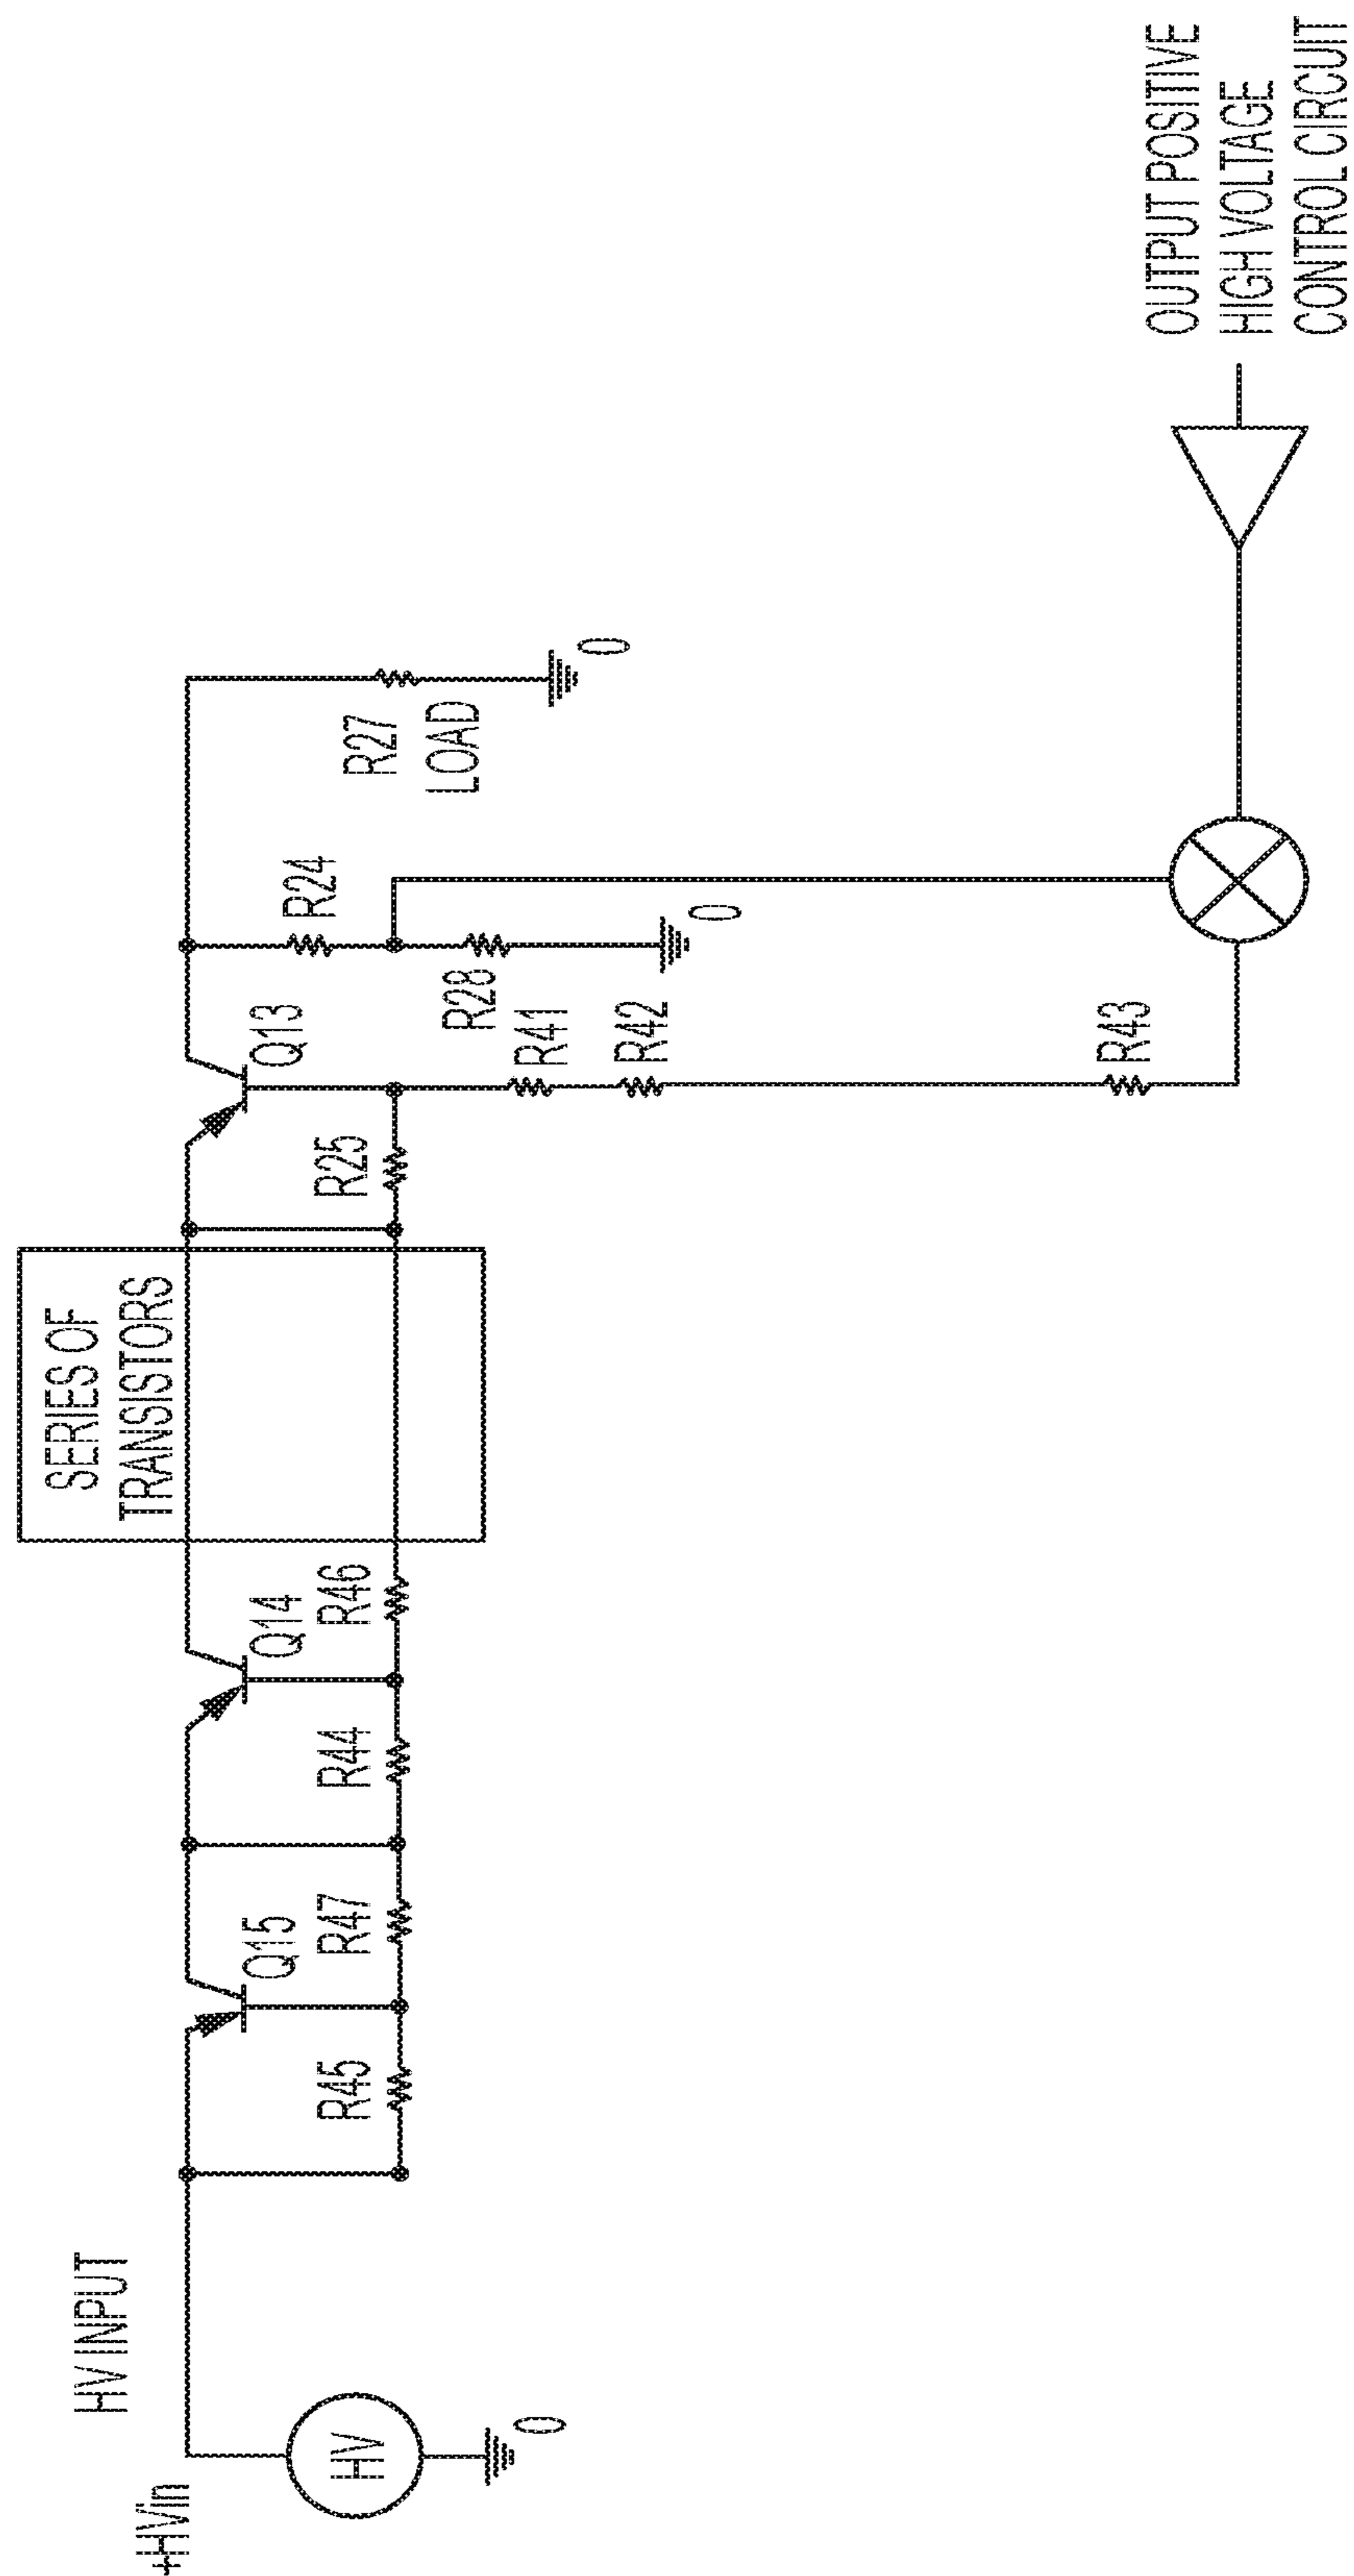 +HVin
HV INPUT
HV
0
R45
Q15
R47
R44
Q14
R46
SERIES OF
TRANSISTORS
R25
Q13
R24
R28
R41
R42
R43
0
R27
LOAD
0
OUTPUT POSITIVE
HIGH VOLTAGE
CONTROL CIRCUIT